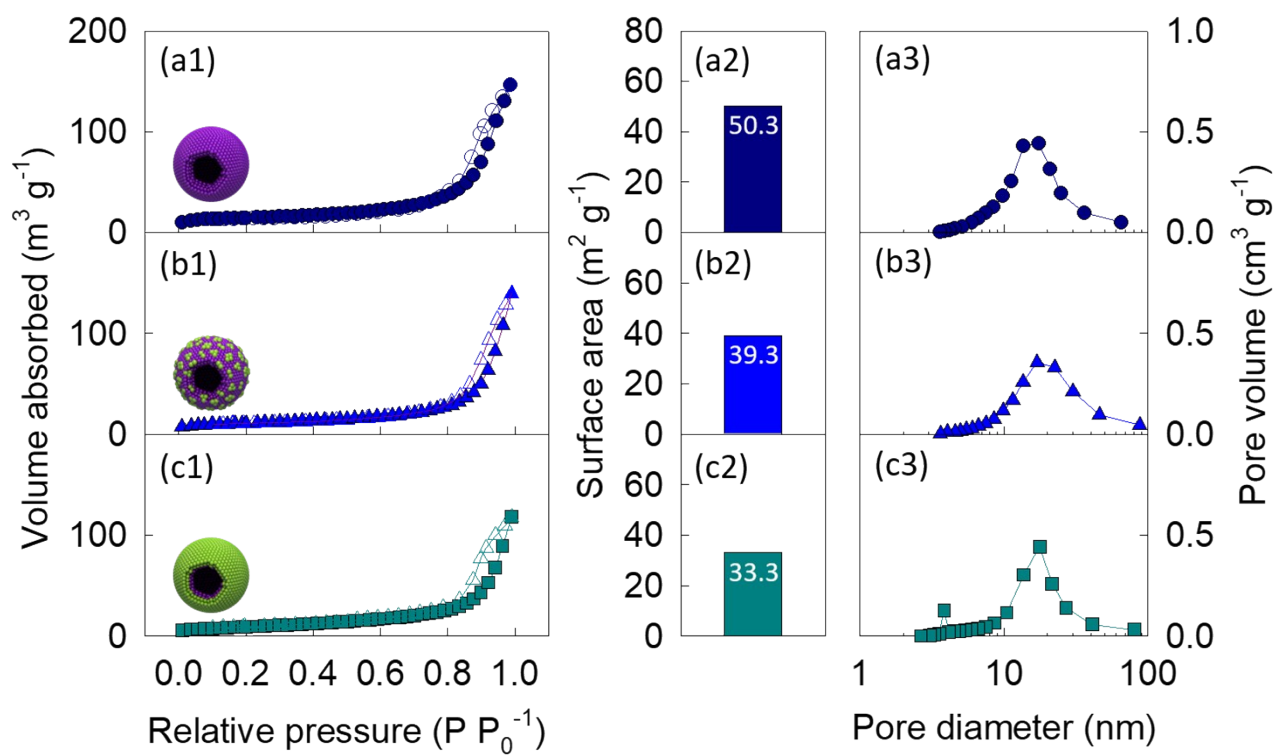 Volume absorbed (m³ g⁻¹)
200
100
0
100
0
100
0
(a1)
(b1)
(c1)
0.0 0.2 0.4 0.6 0.8 1.0
Relative pressure (P P₀⁻¹)
Surface area (m² g⁻¹)
80
60
40
20
0
60
40
20
0
60
40
20
0
(a2)
50.3
(b2)
39.3
(c2)
33.3
(a3)
(b3)
(c3)
1 10 100
Pore diameter (nm)
1.0
0.5
0.0
0.5
0.0
0.5
0.0
Pore volume (cm³ g⁻¹)